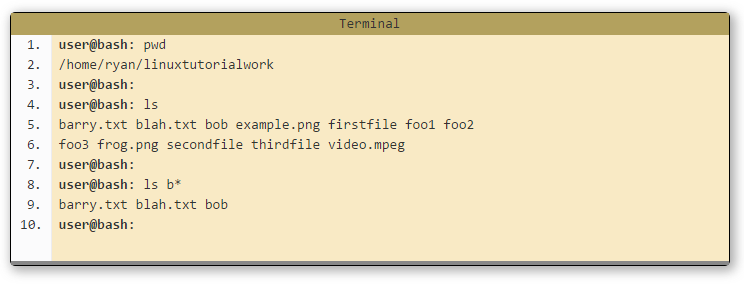 Terminal
1. user@bash: pwd
2. /home/ryan/linuxtutorialwork
3. user@bash:
4. user@bash: ls
5. barry.txt blah.txt bob example.png firstfile foo1 foo2
6. foo3 frog.png secondfile thirdfile video.mpeg
7. user@bash:
8. user@bash: ls b*
9. barry.txt blah.txt bob
10. user@bash: